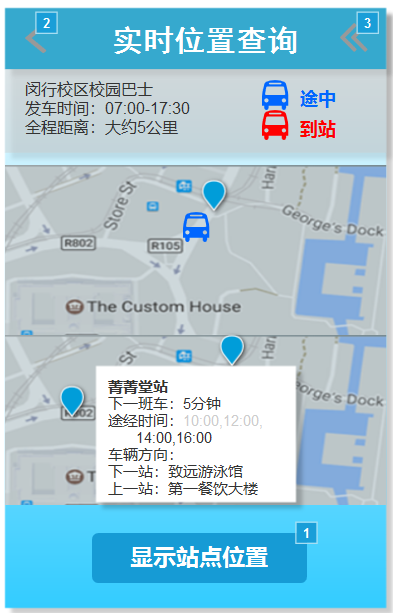 2
3
实时位置查询
闵行校区校园巴士
发车时间：07:00-17:30
全程距离：大约5公里
途中
到站
Store St
George's Dock
R802
R105
The Custom House
菁菁堂站
下一班车：5分钟
途经时间：10:00,12:00,
14:00,16:00
车辆方向：
下一站：致远游泳馆
上一站：第一餐饮大楼
1
显示站点位置